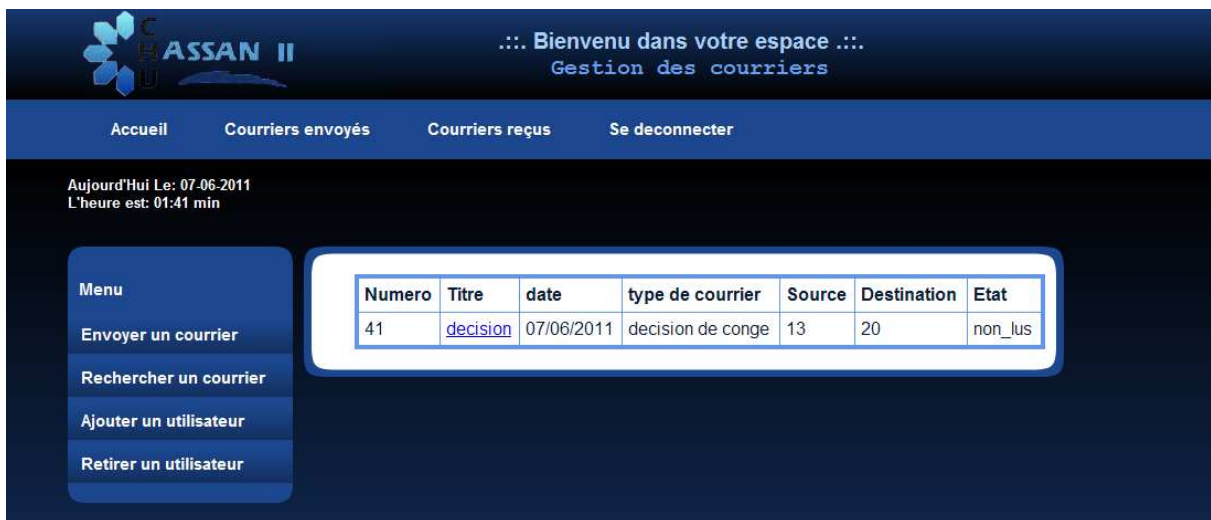 CHU HASSAN II
.::. Bienvenu dans votre espace .::.
Gestion des courriers
Accueil Courriers envoyés Courriers reçus Se deconnecter
Aujourd'Hui Le: 07-06-2011
L'heure est: 01:41 min
Menu
Envoyer un courrier
Rechercher un courrier
Ajouter un utilisateur
Retirer un utilisateur
Numero Titre date type de courrier Source Destination Etat
41 decision 07/06/2011 decision de conge 13 20 non_lus